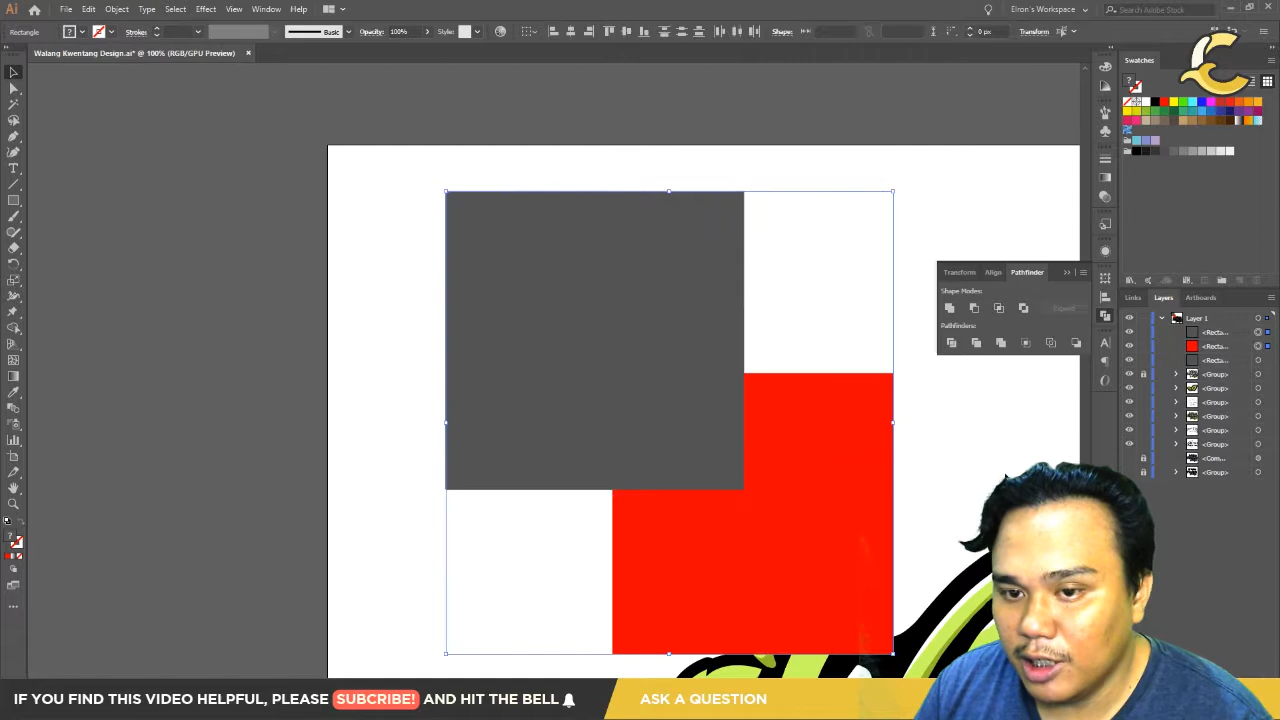 Ai File Edit Object Type Select Effect View Window Help Elron's Workspace Search Adobe Stock
Rectangle Stroke: Basic Opacity: 100% Style: Shape: 0 px Transform
Walang Kwentang Design.ai* @ 100% (RGB/GPU Preview) ×
Swatches
Transform Align Pathfinder
Shape Modes:
Expand
Pathfinders:
Links Layers Artboards
Layer 1
<Recta...
<Recta...
<Recta...
<Group>
<Group>
<Group>
<Group>
<Group>
<Group>
<Com...
<Group>
IF YOU FIND THIS VIDEO HELPFUL, PLEASE SUBCRIBE! AND HIT THE BELL
ASK A QUESTION